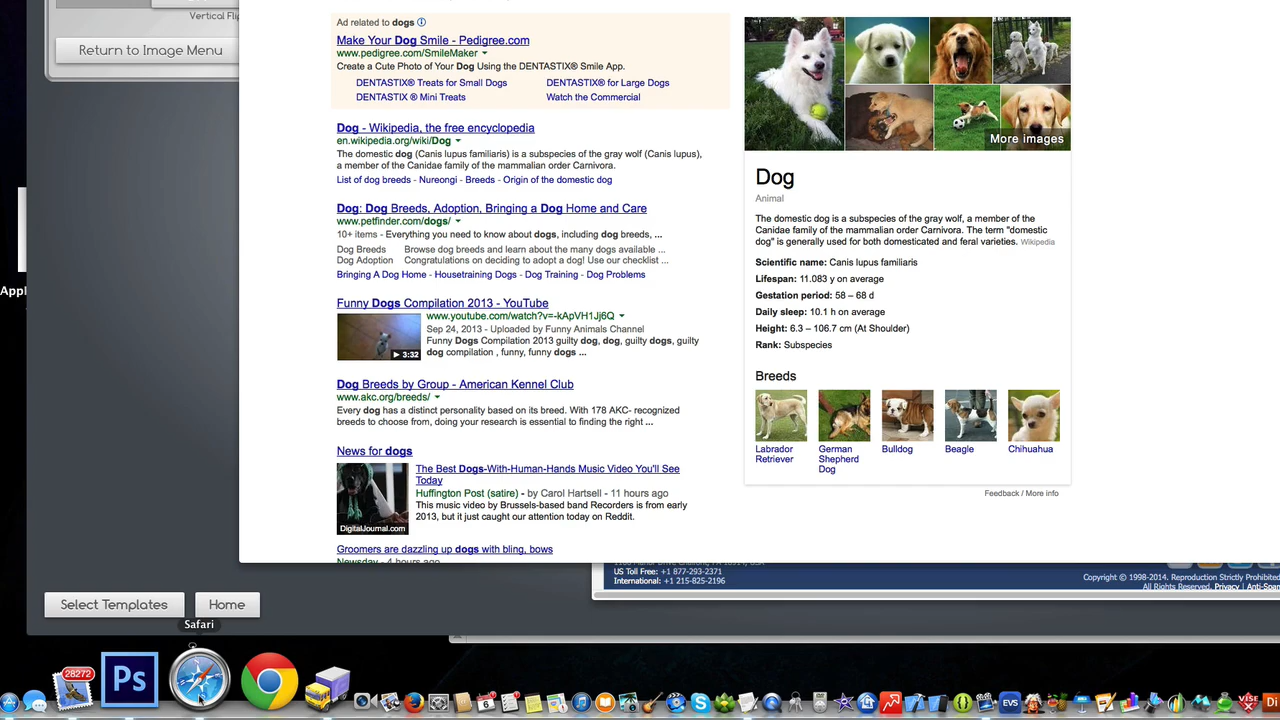 Vertical Flip
Return to Image Menu
Ad related to dogs
Make Your Dog Smile - Pedigree.com
www.pedigree.com/SmileMaker
Create a Cute Photo of Your Dog Using the DENTASTIX® Smile App.
DENTASTIX® Treats for Small Dogs
DENTASTIX® for Large Dogs
DENTASTIX ® Mini Treats
Watch the Commercial
Dog - Wikipedia, the free encyclopedia
en.wikipedia.org/wiki/Dog
The domestic dog (Canis lupus familiaris) is a subspecies of the gray wolf (Canis lupus),
a member of the Canidae family of the mammalian order Carnivora.
List of dog breeds - Nureongi - Breeds - Origin of the domestic dog
Dog: Dog Breeds, Adoption, Bringing a Dog Home and Care
www.petfinder.com/dogs/
10+ items - Everything you need to know about dogs, including dog breeds, ...
Dog Breeds Browse dog breeds and learn about the many dogs available ...
Dog Adoption Congratulations on deciding to adopt a dog! Use our checklist ...
Bringing A Dog Home - Housetraining Dogs - Dog Training - Dog Problems
Funny Dogs Compilation 2013 - YouTube
www.youtube.com/watch?v=-kApVH1Jj6Q
Sep 24, 2013 - Uploaded by Funny Animals Channel
Funny Dogs Compilation 2013 guilty dog, dog, guilty dogs, guilty
dog compilation , funny, funny dogs ...
3:32
Dog Breeds by Group - American Kennel Club
www.akc.org/breeds/
Every dog has a distinct personality based on its breed. With 178 AKC- recognized
breeds to choose from, doing your research is essential to finding the right ...
News for dogs
The Best Dogs-With-Human-Hands Music Video You'll See
Today
Huffington Post (satire) - by Carol Hartsell - 11 hours ago
This music video by Brussels-based band Recorders is from early
2013, but it just caught our attention today on Reddit.
DigitalJournal.com
Groomers are dazzling up dogs with bling, bows
Newsday - 4 hours ago
More images
Dog
Animal
The domestic dog is a subspecies of the gray wolf, a member of the
Canidae family of the mammalian order Carnivora. The term "domestic
dog" is generally used for both domesticated and feral varieties. Wikipedia
Scientific name: Canis lupus familiaris
Lifespan: 11.083 y on average
Gestation period: 58 – 68 d
Daily sleep: 10.1 h on average
Height: 6.3 – 106.7 cm (At Shoulder)
Rank: Subspecies
Breeds
Labrador
Retriever
German
Shepherd
Dog
Bulldog
Beagle
Chihuahua
Feedback / More info
Appl
US Toll Free: +1 877-293-2371
International: +1 215-825-2196
Copyright © 1998-2014. Reproduction Strictly Prohibited
All Rights Reserved. Privacy | Anti-Spam
Select Templates
Home
Safari
28272
Ps
6
EVS